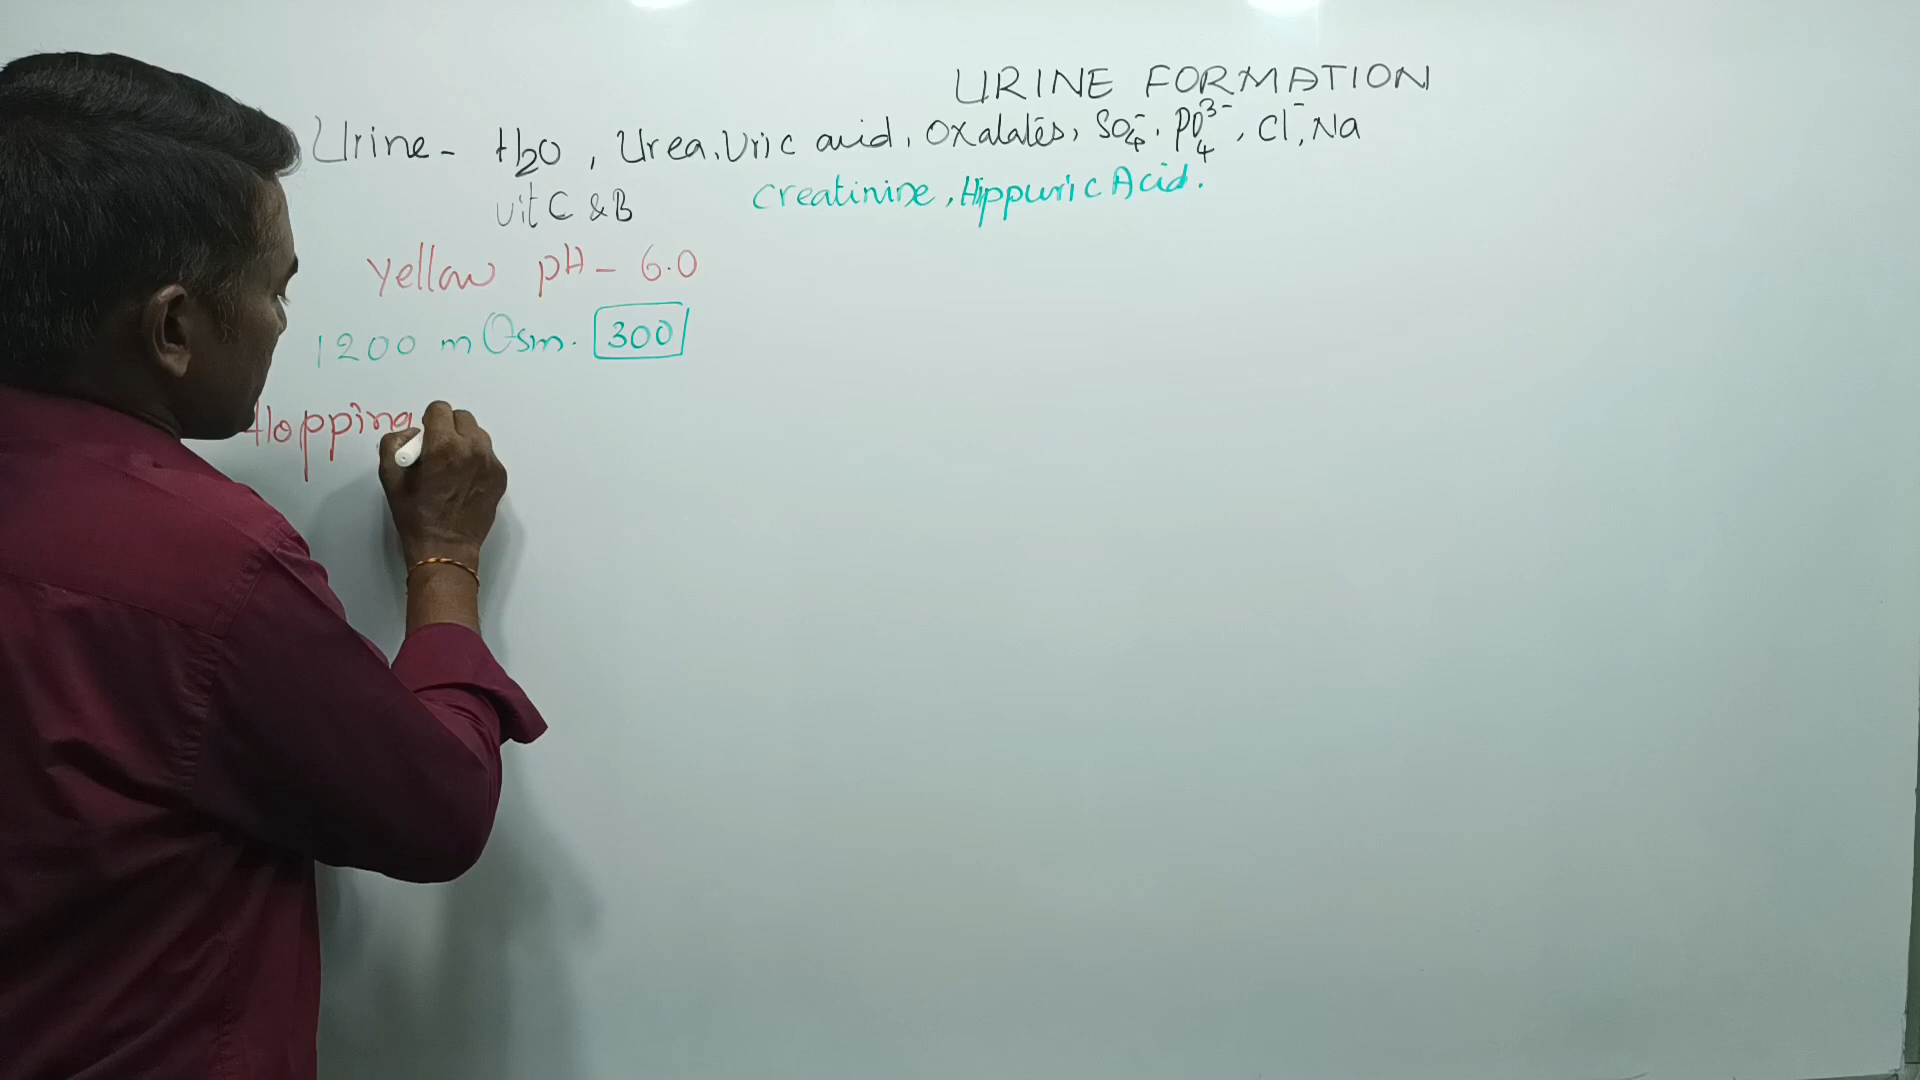 URINE FORMATION
Urine - H2O, Urea, Uric acid, Oxalates, SO4-, PO4 3-, Cl-, Na
vit C & B
Creatinine, Hippuric Acid.
Yellow pH - 6.0
1200 mOsm. 300
Hopping